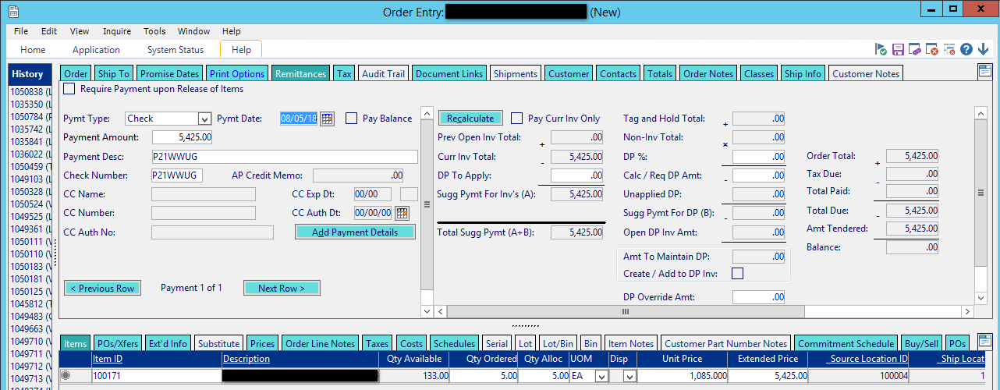 Order Entry: (New)
File Edit View Inquire Tools Window Help
Home Application System Status Help
History
1050838 (L
1035350 (L
1050784 (F
1035742 (L
1035841 (L
1036022 (L
1050459 (T
1049103 (L
1050328 (L
1050524 (V
1049525 (L
1049361 (L
1050111 (V
1050110 (V
1050183 (V
1050181 (V
1050125 (V
1045812 (T
1049483 (C
1049663 (V
1049710 (V
1049711 (V
1049712 (V
1049713 (V
Order Ship To Promise Dates Print Options Remittances Tax Audit Trail Document Links Shipments Customer Contacts Totals Order Notes Classes Ship Info Customer Notes
Require Payment upon Release of Items
Pymt Type: Check Pymt Date: 08/05/18 Pay Balance
Payment Amount: 5,425.00
Payment Desc: P21WWUG
Check Number: P21WWUG AP Credit Memo: .00
CC Name: CC Exp Dt: 00/00
CC Number: CC Auth Dt: 00/00/00
CC Auth No: Add Payment Details
< Previous Row Payment 1 of 1 Next Row >
Recalculate Pay Curr Inv Only
Prev Open Inv Total: + .00
Curr Inv Total: - 5,425.00
DP To Apply: .00
Sugg Pymt For Inv's (A): 5,425.00
Total Sugg Pymt (A+B): 5,425.00
Tag and Hold Total: + .00
Non-Inv Total: × .00
DP %: .00
Calc / Req DP Amt: - .00
Unapplied DP: .00
Sugg Pymt For DP (B): - .00
Open DP Inv Amt: .00
Amt To Maintain DP: .00
Create / Add to DP Inv:
DP Override Amt: .00
Order Total: + 5,425.00
Tax Due: - .00
Total Paid: .00
Total Due: - 5,425.00
Amt Tendered: 5,425.00
Balance: .00
Items POs/Xfers Ext'd Info Substitute Prices Order Line Notes Taxes Costs Schedules Serial Lot Lot/Bin Bin Item Notes Customer Part Number Notes Commitment Schedule Buy/Sell POs
Item ID Description Qty Available Qty Ordered Qty Alloc UOM Disp Unit Price Extended Price Source Location ID Ship Locat
100171 133.00 5.00 5.00 EA 1,085.000 5,425.00 100004 1